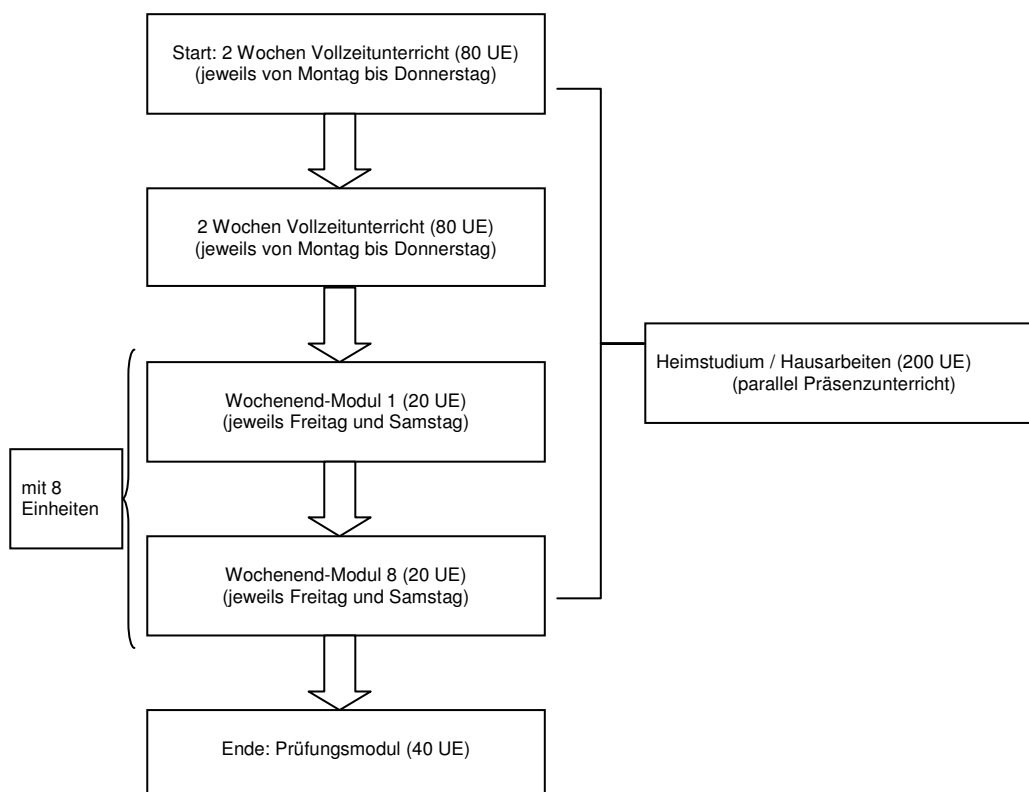 Start: 2 Wochen Vollzeitunterricht (80 UE)
(jeweils von Montag bis Donnerstag)
2 Wochen Vollzeitunterricht (80 UE)
(jeweils von Montag bis Donnerstag)
Heimstudium / Hausarbeiten (200 UE)
(parallel Präsenzunterricht)
Wochenend-Modul 1 (20 UE)
(jeweils Freitag und Samstag)
mit 8
Einheiten
Wochenend-Modul 8 (20 UE)
(jeweils Freitag und Samstag)
Ende: Prüfungsmodul (40 UE)